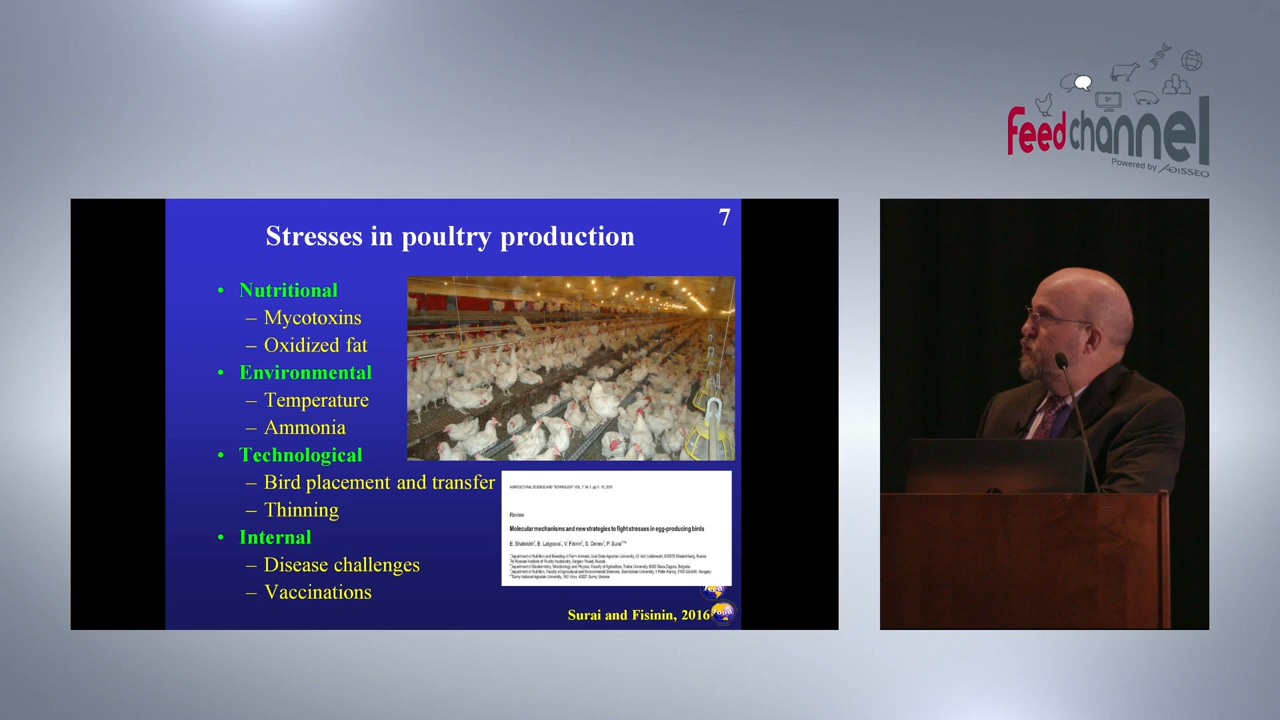 feedchannel
Powered by ADISSEO
7
Stresses in poultry production
• Nutritional
– Mycotoxins
– Oxidized fat
• Environmental
– Temperature
– Ammonia
• Technological
– Bird placement and transfer
– Thinning
• Internal
– Disease challenges
– Vaccinations
Review
Molecular mechanisms and new strategies to fight stresses in egg-producing birds
Surai and Fisinin, 2016